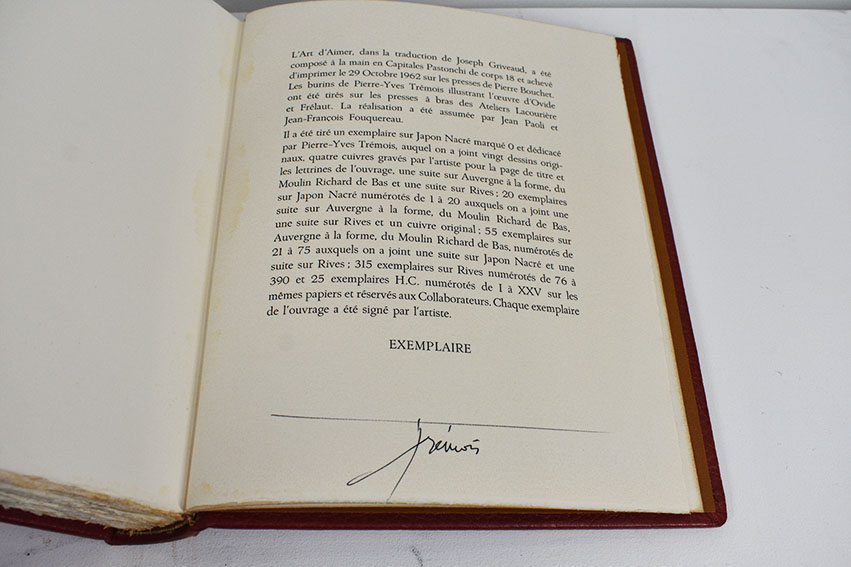 L'Art d'Aimer, dans la traduction de Joseph Griveaud, a été
composé à la main en Capitales Pastonchi de corps 18 et achevé
d'imprimer le 29 Octobre 1962 sur les presses de Pierre Bouchet.
Les burins de Pierre-Yves Trémois illustrant l'œuvre d'Ovide
ont été tirés sur les presses à bras des Ateliers Lacourière
et Frélaut. La réalisation a été assumée par Jean Paoli et
Jean-François Fouquereau.
Il a été tiré un exemplaire sur Japon Nacré marqué 0 et dédicacé
par Pierre-Yves Trémois, auquel on a joint vingt dessins origi-
naux, quatre cuivres gravés par l'artiste pour la page de titre et
les lettrines de l'ouvrage, une suite sur Auvergne à la forme, du
Moulin Richard de Bas et une suite sur Rives ; 20 exemplaires
sur Japon Nacré numérotés de 1 à 20 auxquels on a joint une
suite sur Auvergne à la forme, du Moulin Richard de Bas,
une suite sur Rives et un cuivre original ; 55 exemplaires sur
Auvergne à la forme, du Moulin Richard de Bas, numérotés de
21 à 75 auxquels on a joint une suite sur Japon Nacré et une
suite sur Rives ; 315 exemplaires sur Rives numérotés de 76 à
390 et 25 exemplaires H.C. numérotés de I à XXV sur les
mêmes papiers et réservés aux Collaborateurs. Chaque exemplaire
de l'ouvrage a été signé par l'artiste.
EXEMPLAIRE
Trémois